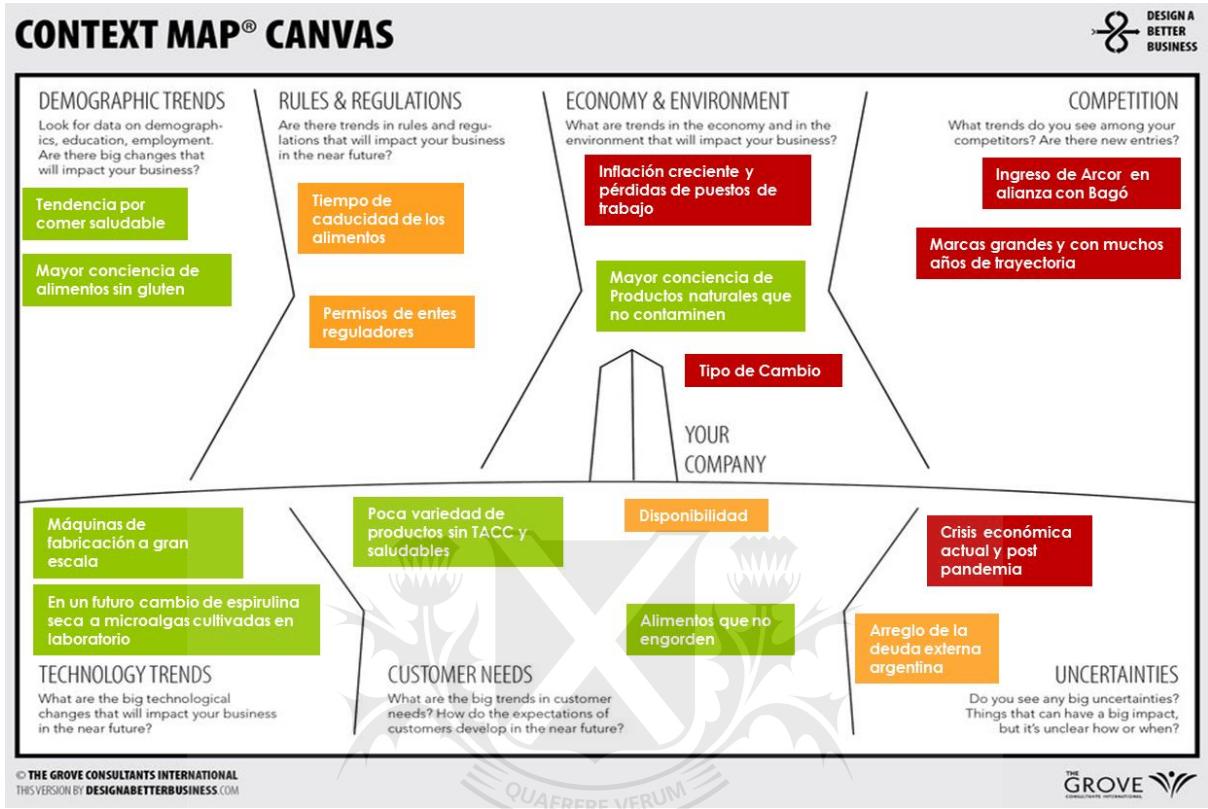 CONTEXT MAP® CANVAS
DESIGN A
BETTER
BUSINESS
DEMOGRAPHIC TRENDS
Look for data on demograph-
ics, education, employment.
Are there big changes that
will impact your business?
Tendencia por
comer saludable
Mayor conciencia de
alimentos sin gluten
RULES & REGULATIONS
Are there trends in rules and regu-
lations that will impact your business
in the near future?
Tiempo de
caducidad de los
alimentos
Permisos de entes
reguladores
ECONOMY & ENVIRONMENT
What are trends in the economy and in the
environment that will impact your business?
Inflación creciente y
pérdidas de puestos de
trabajo
Mayor conciencia de
Productos naturales que
no contaminen
Tipo de Cambio
COMPETITION
What trends do you see among your
competitors? Are there new entries?
Ingreso de Arcor en
alianza con Bagó
Marcas grandes y con muchos
años de trayectoria
YOUR
COMPANY
Máquinas de
fabricación a gran
escala
En un futuro cambio de espirulina
seca a microalgas cultivadas en
laboratorio
TECHNOLOGY TRENDS
What are the big technological
changes that will impact your business
in the near future?
Poca variedad de
productos sin TACC y
saludables
Disponibilidad
Alimentos que no
engorden
CUSTOMER NEEDS
What are the big trends in customer
needs? How do the expectations of
customers develop in the near future?
Crisis económica
actual y post
pandemia
Arreglo de la
deuda externa
argentina
UNCERTAINTIES
Do you see any big uncertainties?
Things that can have a big impact,
but it's unclear how or when?
© THE GROVE CONSULTANTS INTERNATIONAL
THIS VERSION BY DESIGNABETTERBUSINESS.COM
QUAERERE VERUM
THE
GROVE
CONSULTANTS INTERNATIONAL